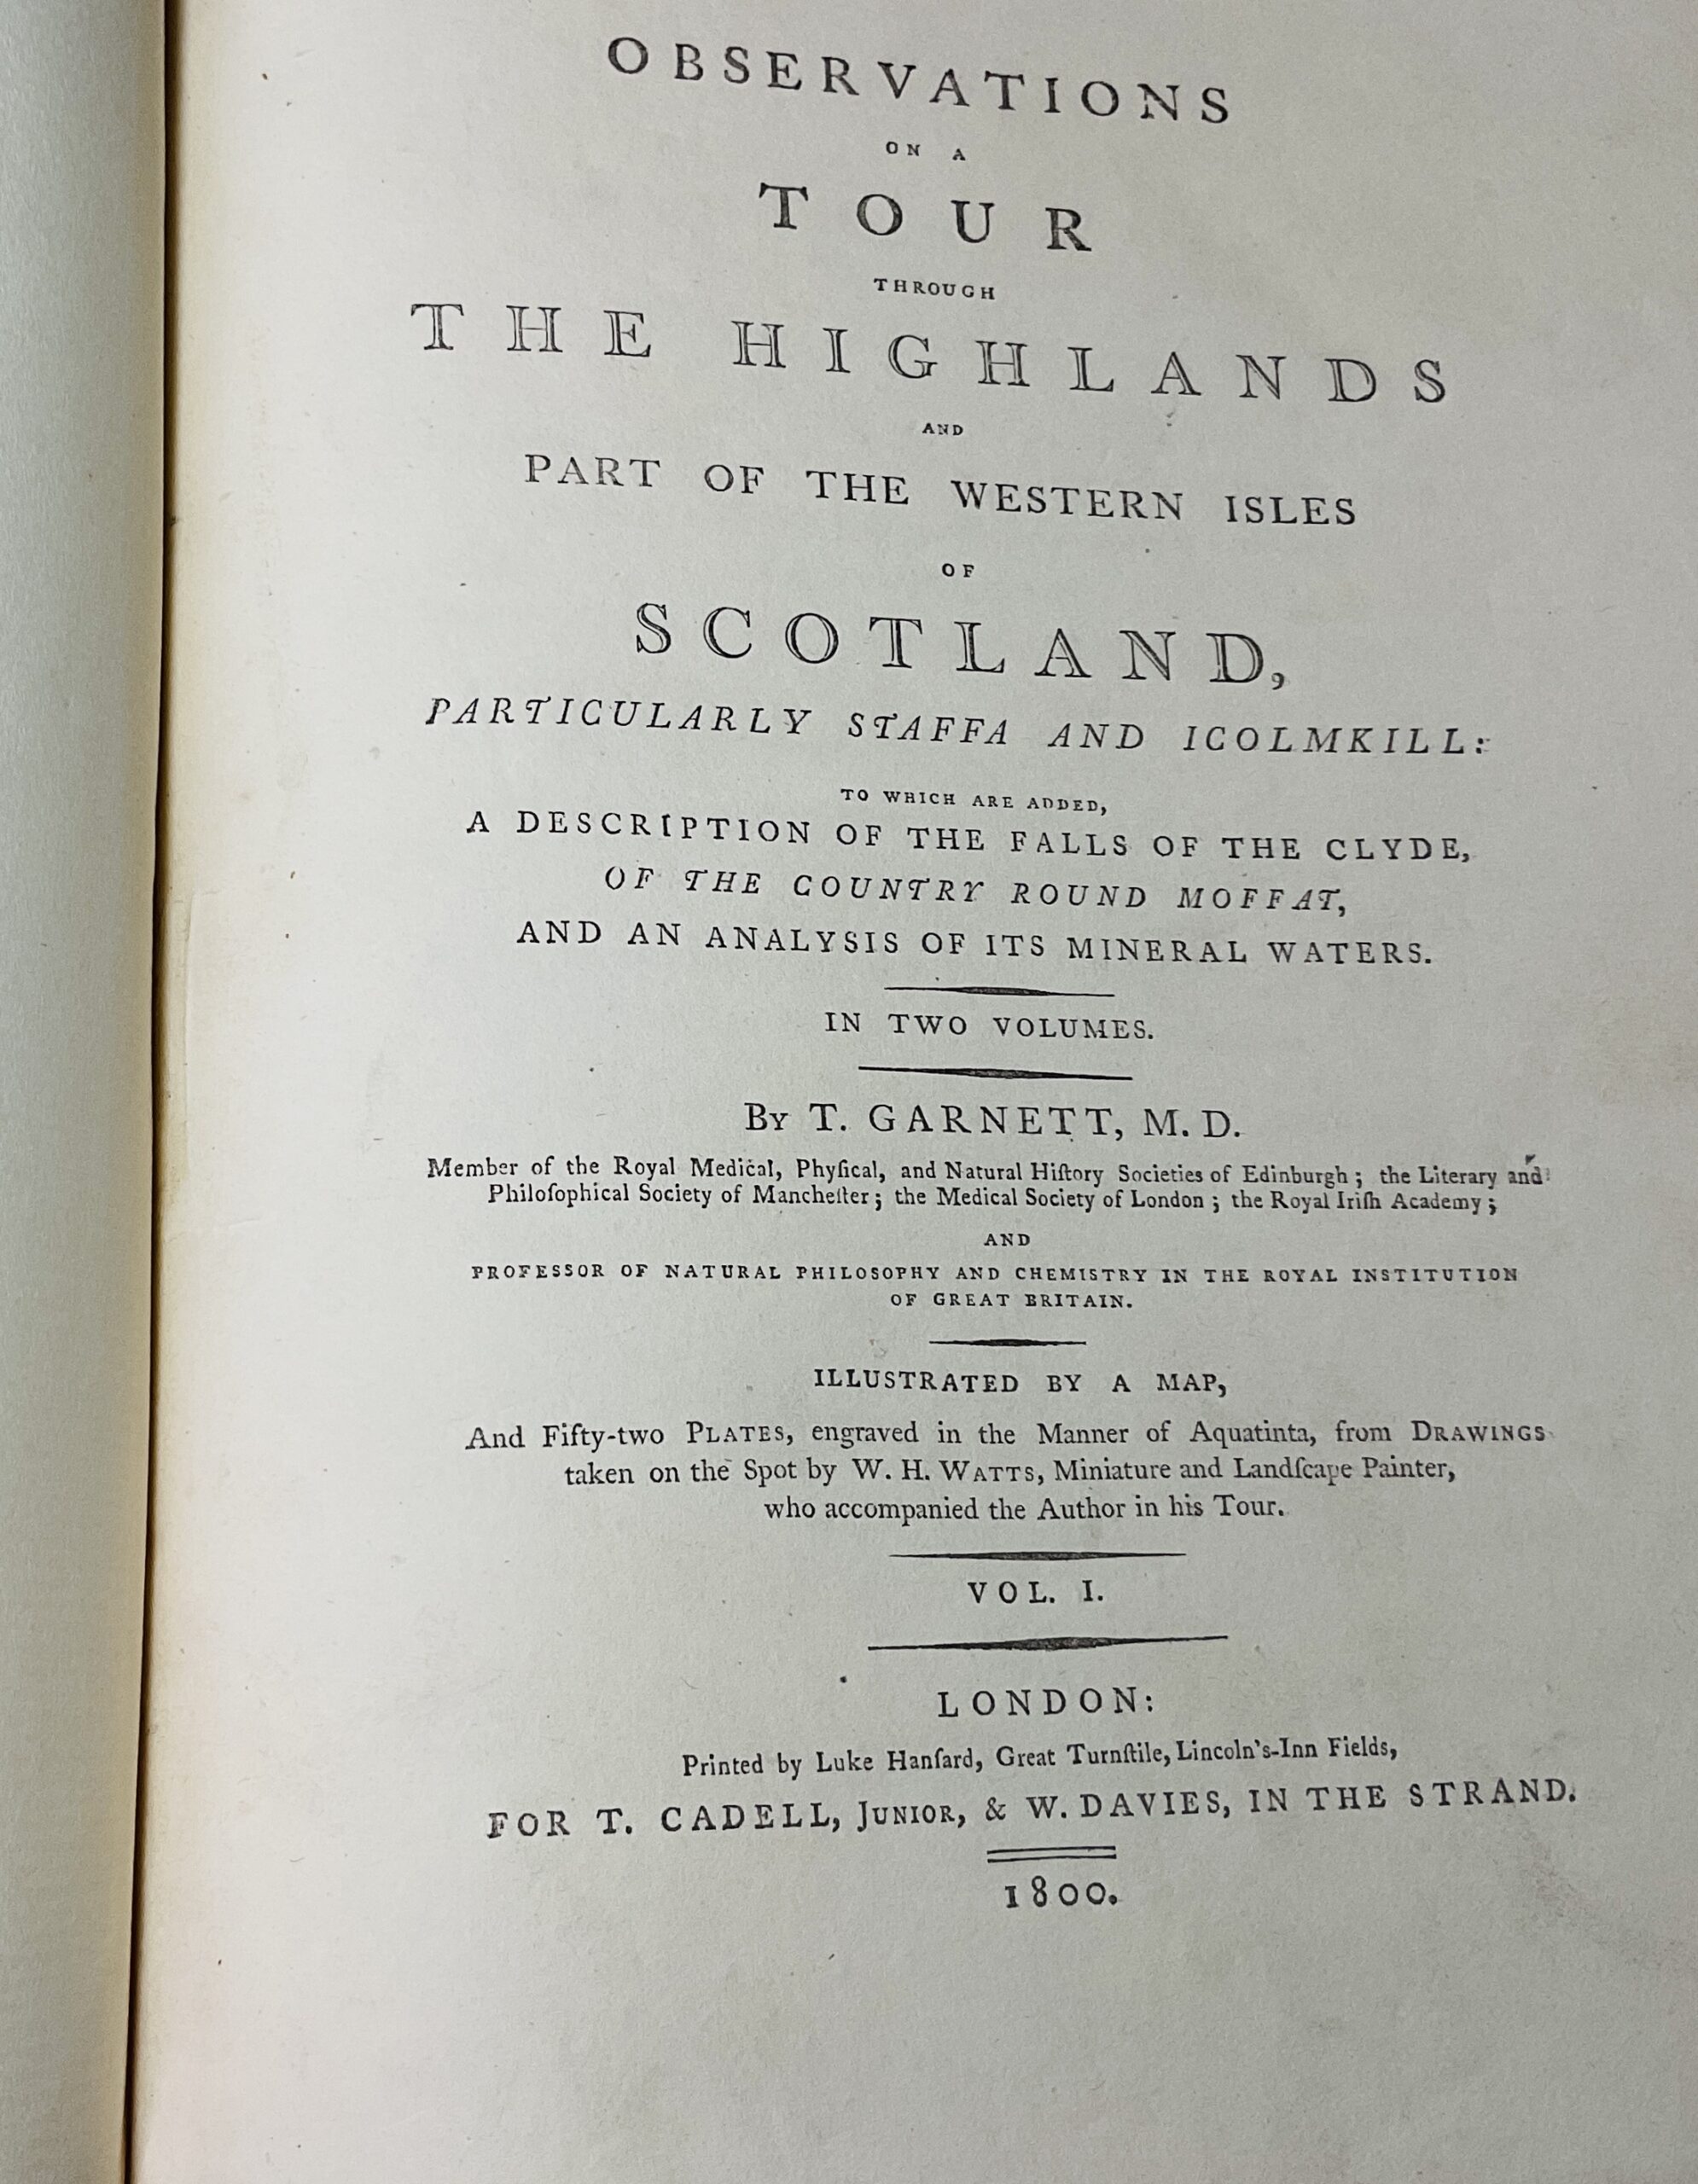 OBSERVATIONS
ON A
TOUR
THROUGH
THE HIGHLANDS
AND
PART OF THE WESTERN ISLES
OF
SCOTLAND,
PARTICULARLY STAFFA AND ICOLMKILL:
TO WHICH ARE ADDED,
A DESCRIPTION OF THE FALLS OF THE CLYDE,
OF THE COUNTRY ROUND MOFFAT,
AND AN ANALYSIS OF ITS MINERAL WATERS.
IN TWO VOLUMES.
By T. GARNETT, M. D.
Member of the Royal Medical, Phyſical, and Natural Hiſtory Societies of Edinburgh; the Literary and
Philoſophical Society of Mancheſter; the Medical Society of London; the Royal Iriſh Academy;
AND
PROFESSOR OF NATURAL PHILOSOPHY AND CHEMISTRY IN THE ROYAL INSTITUTION
OF GREAT BRITAIN.
ILLUSTRATED BY A MAP,
And Fifty-two PLATES, engraved in the Manner of Aquatinta, from DRAWINGS
taken on the Spot by W. H. WATTS, Miniature and Landſcape Painter,
who accompanied the Author in his Tour.
VOL. I.
LONDON:
Printed by Luke Hanſard, Great Turnſtile, Lincoln's-Inn Fields,
FOR T. CADELL, JUNIOR, & W. DAVIES, IN THE STRAND.
1800.